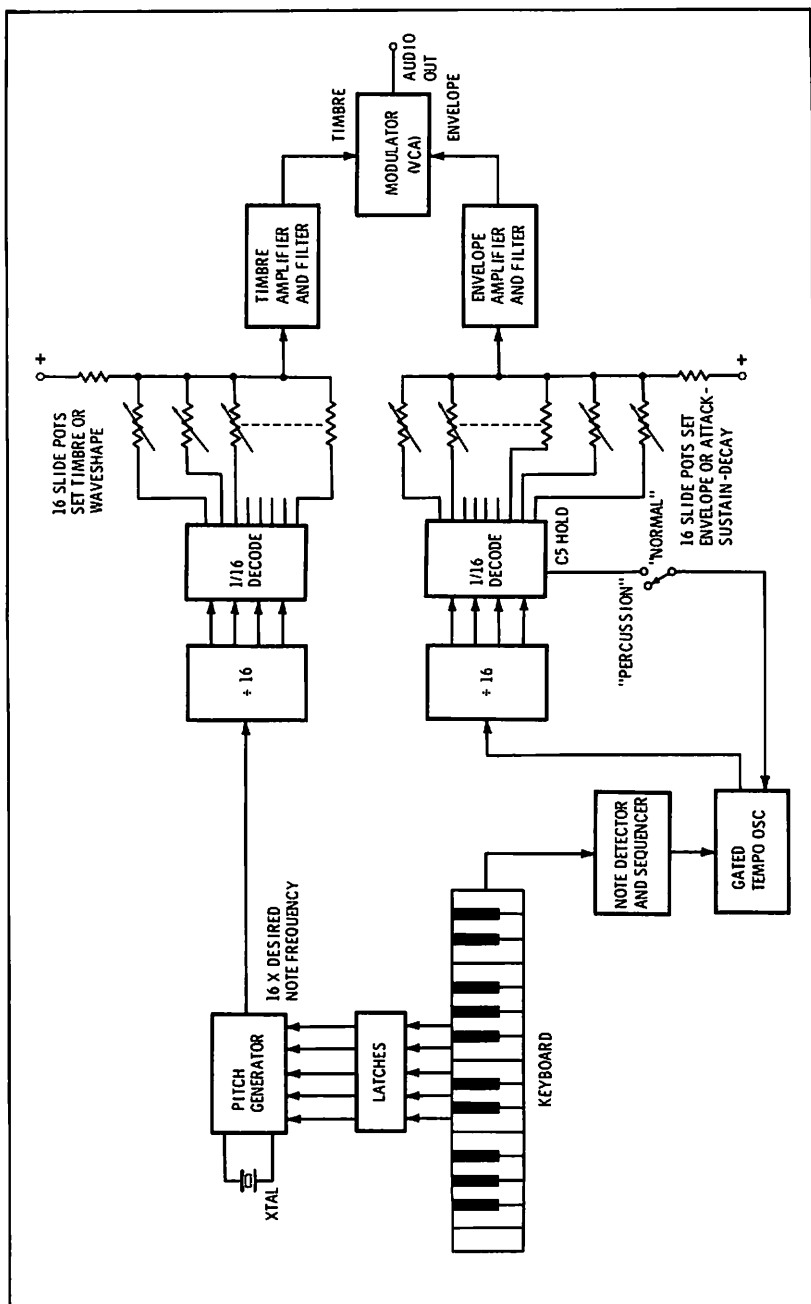 XTAL
PITCH
GENERATOR
16 X DESIRED
NOTE FREQUENCY
LATCHES
KEYBOARD
NOTE DETECTOR
AND SEQUENCER
GATED
TEMPO OSC
÷ 16
1/16
DECODE
16 SLIDE POTS
SET TIMBRE OR
WAVESHAPE
+
TIMBRE
AMPLIFIER
AND FILTER
TIMBRE
MODULATOR
(VCA)
AUDIO
OUT
ENVELOPE
÷ 16
1/16
DECODE
C5 HOLD
"PERCUSSION"
"NORMAL"
16 SLIDE POTS SET
ENVELOPE OR ATTACK-
SUSTAIN-DECAY
+
ENVELOPE
AMPLIFIER
AND FILTER